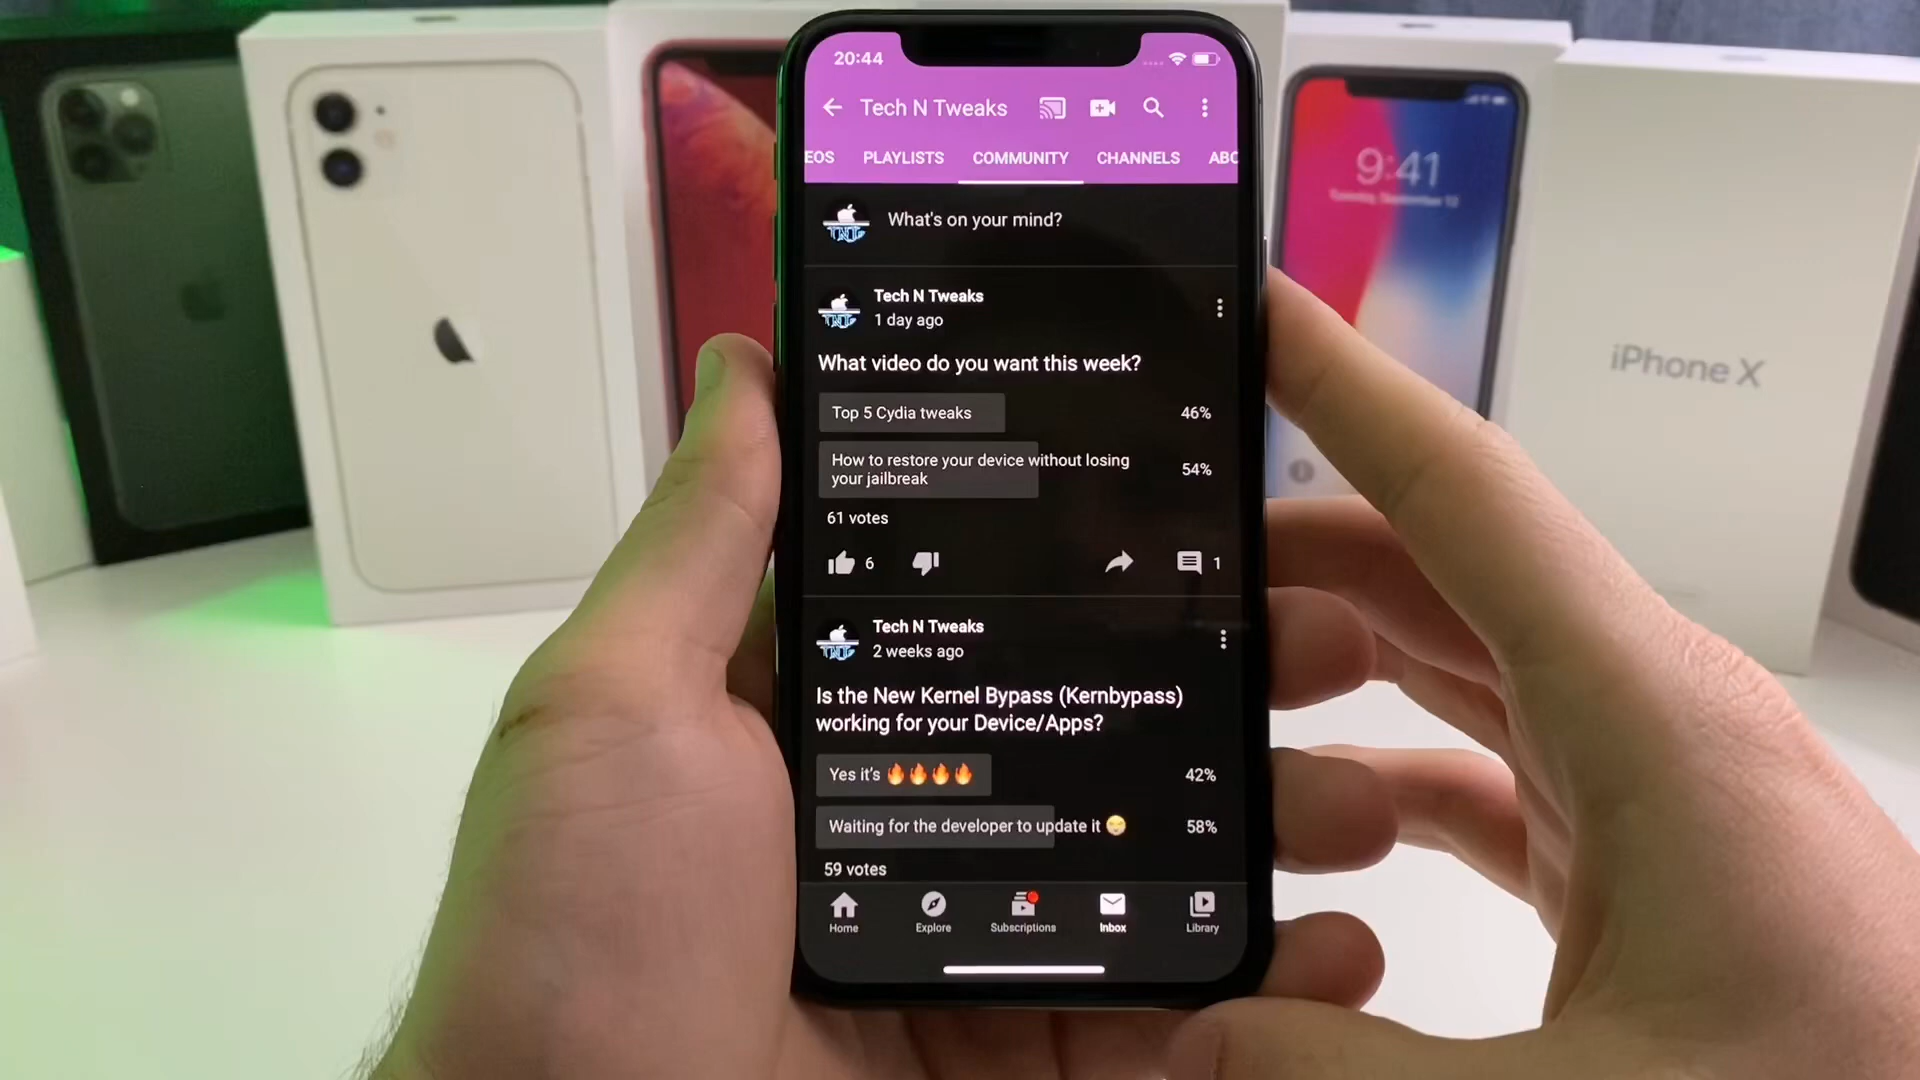 20:44
Tech N Tweaks
EOS PLAYLISTS COMMUNITY CHANNELS ABC
What's on your mind?
Tech N Tweaks
1 day ago
What video do you want this week?
Top 5 Cydia tweaks 46%
How to restore your device without losing
your jailbreak
54%
61 votes
6 1
Tech N Tweaks
2 weeks ago
Is the New Kernel Bypass (Kernbypass)
working for your Device/Apps?
Yes it's 🔥🔥🔥🔥 42%
Waiting for the developer to update it 58%
59 votes
Home Explore Subscriptions Inbox Library
9:41
iPhone X